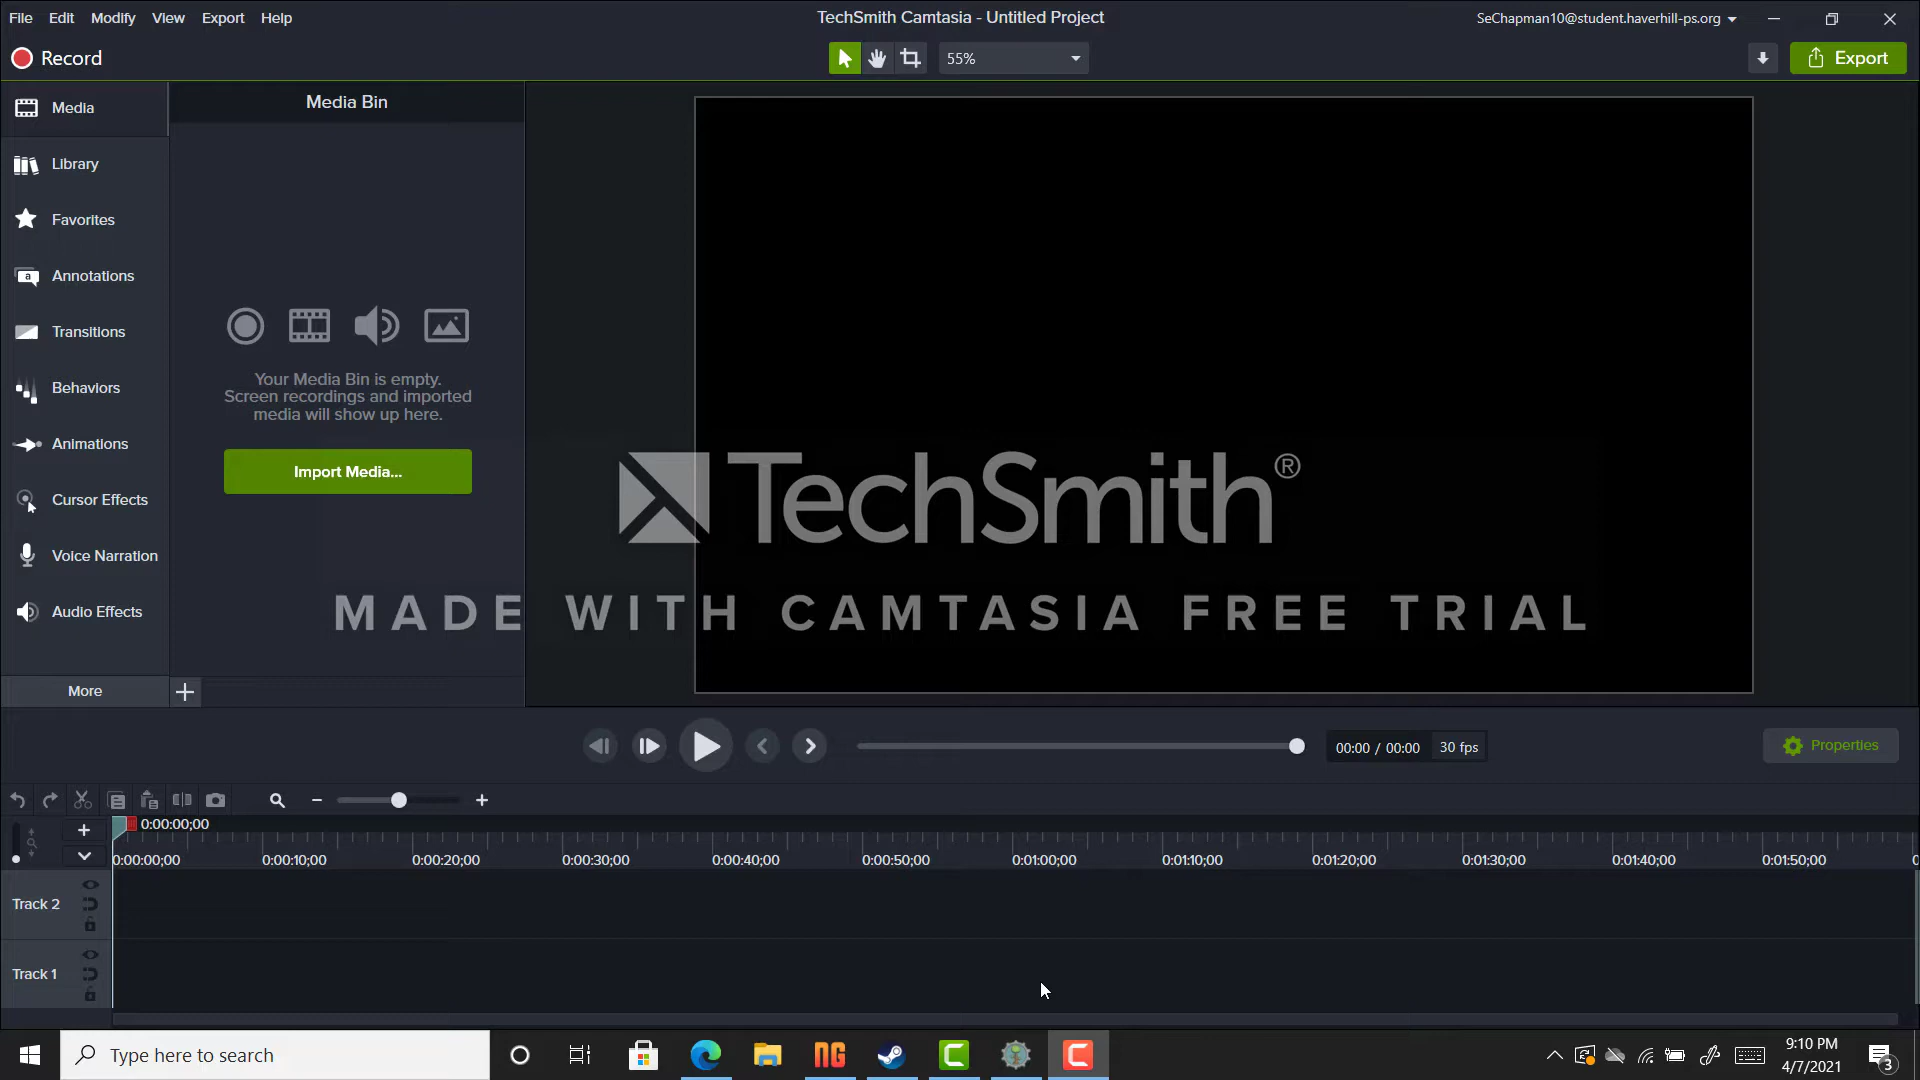 File Edit Modify View Export Help
TechSmith Camtasia - Untitled Project
SeChapman10@student.haverhill-ps.org
Record
55%
Export
Media
Library
Favorites
Annotations
Transitions
Behaviors
Animations
Cursor Effects
Voice Narration
Audio Effects
More
Media Bin
Your Media Bin is empty.
Screen recordings and imported
media will show up here.
Import Media...
TechSmith®
MADE WITH CAMTASIA FREE TRIAL
00:00 / 00:00
30 fps
Properties
0:00:00;00
0:00:00;00 0:00:10;00 0:00:20;00 0:00:30;00 0:00:40;00 0:00:50;00 0:01:00;00 0:01:10;00 0:01:20;00 0:01:30;00 0:01:40;00 0:01:50;00
Track 2
Track 1
Type here to search
NG
9:10 PM
4/7/2021
3